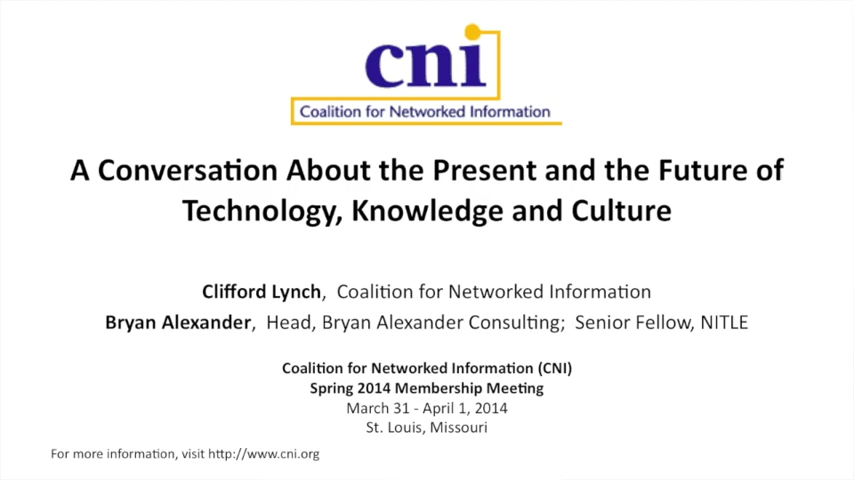 cni
Coalition for Networked Information
A Conversation About the Present and the Future of
Technology, Knowledge and Culture
Clifford Lynch, Coalition for Networked Information
Bryan Alexander, Head, Bryan Alexander Consulting; Senior Fellow, NITLE
Coalition for Networked Information (CNI)
Spring 2014 Membership Meeting
March 31 - April 1, 2014
St. Louis, Missouri
For more information, visit http://www.cni.org